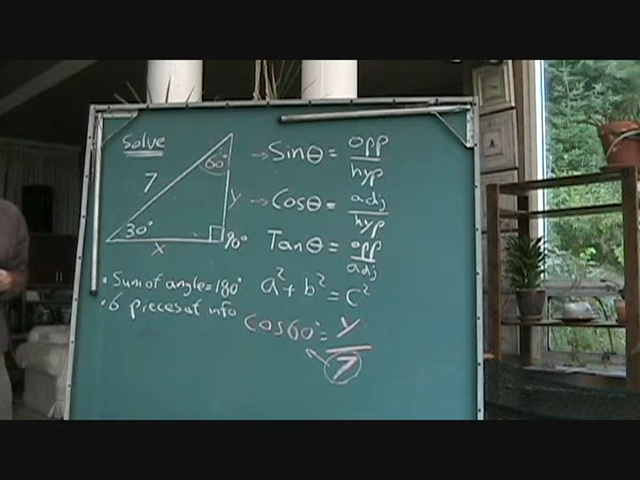 Solve
7
60°
y
30°
x
90°
• Sum of angle = 180°
• 6 pieces of info
→ Sinθ = opp/hyp
→ Cosθ = adj/hyp
Tanθ = opp/adj
a² + b² = c²
cos60° = y/7